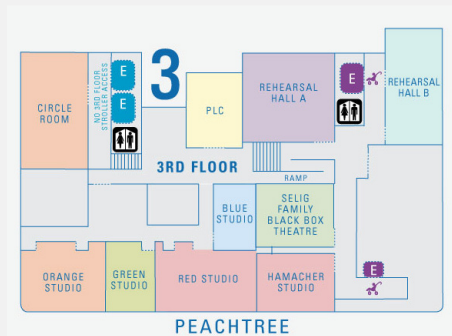 3
3RD FLOOR
CIRCLE
ROOM
NO 3RD FLOOR
STROLLER ACCESS
E
E
PLC
REHEARSAL
HALL A
E
REHEARSAL
HALL B
RAMP
BLUE
STUDIO
SELIG
FAMILY
BLACK BOX
THEATRE
ORANGE
STUDIO
GREEN
STUDIO
RED STUDIO
HAMACHER
STUDIO
E
PEACHTREE